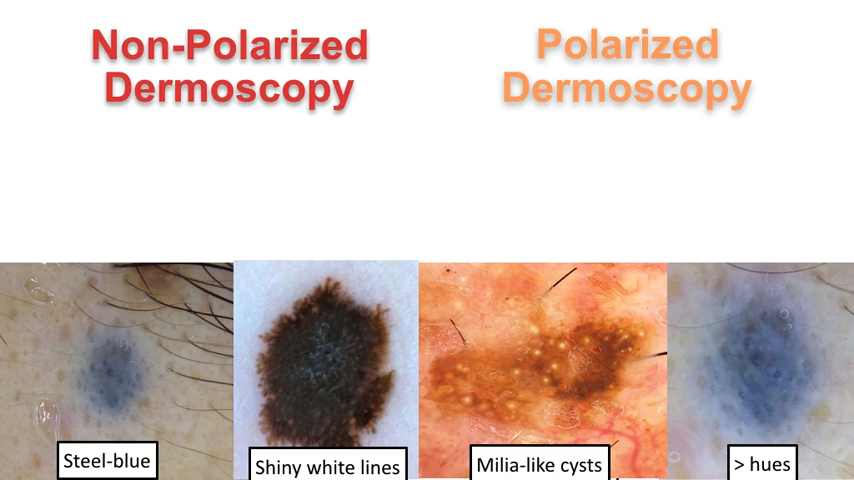 Non-Polarized
Dermoscopy
Polarized
Dermoscopy
Steel-blue
Shiny white lines
Milia-like cysts
> hues